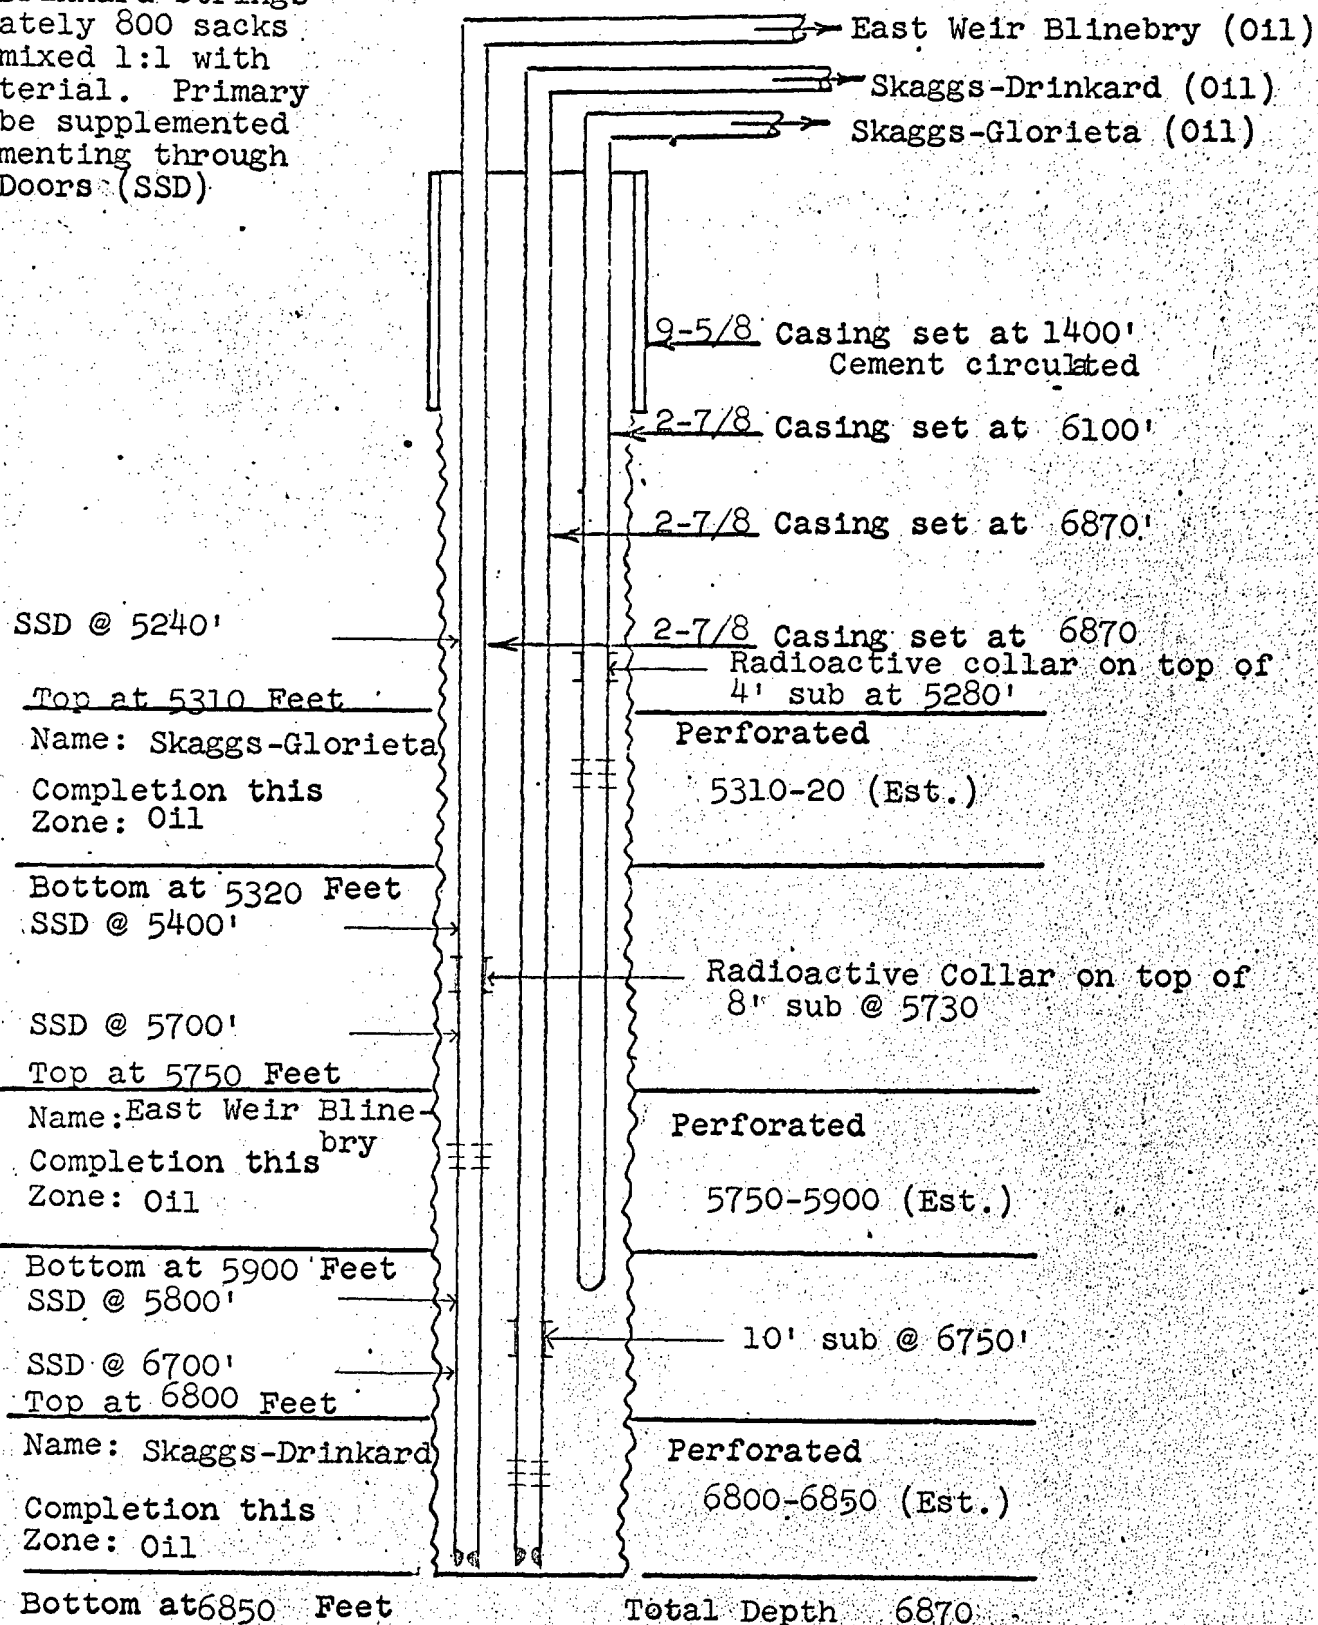 Drinkard Strings
ately 800 sacks
mixed 1:1 with
terial. Primary
be supplemented
menting through
Doors (SSD)
East Weir Blinebry (Oil)
Skaggs-Drinkard (Oil)
Skaggs-Glorieta (Oil)
9-5/8 Casing set at 1400'
Cement circulated
2-7/8 Casing set at 6100'
2-7/8 Casing set at 6870'
SSD @ 5240'
2-7/8 Casing set at 6870
Radioactive collar on top of
4' sub at 5280'
Top at 5310 Feet
Name: Skaggs-Glorieta
Perforated
Completion this
Zone: Oil
5310-20 (Est.)
Bottom at 5320 Feet
SSD @ 5400'
Radioactive Collar on top of
8' sub @ 5730
SSD @ 5700'
Top at 5750 Feet
Name: East Weir Bline-
bry
Perforated
Completion this
Zone: Oil
5750-5900 (Est.)
Bottom at 5900 Feet
SSD @ 5800'
10' sub @ 6750'
SSD @ 6700'
Top at 6800 Feet
Name: Skaggs-Drinkard
Perforated
6800-6850 (Est.)
Completion this
Zone: Oil
Bottom at 6850 Feet
Total Depth 6870